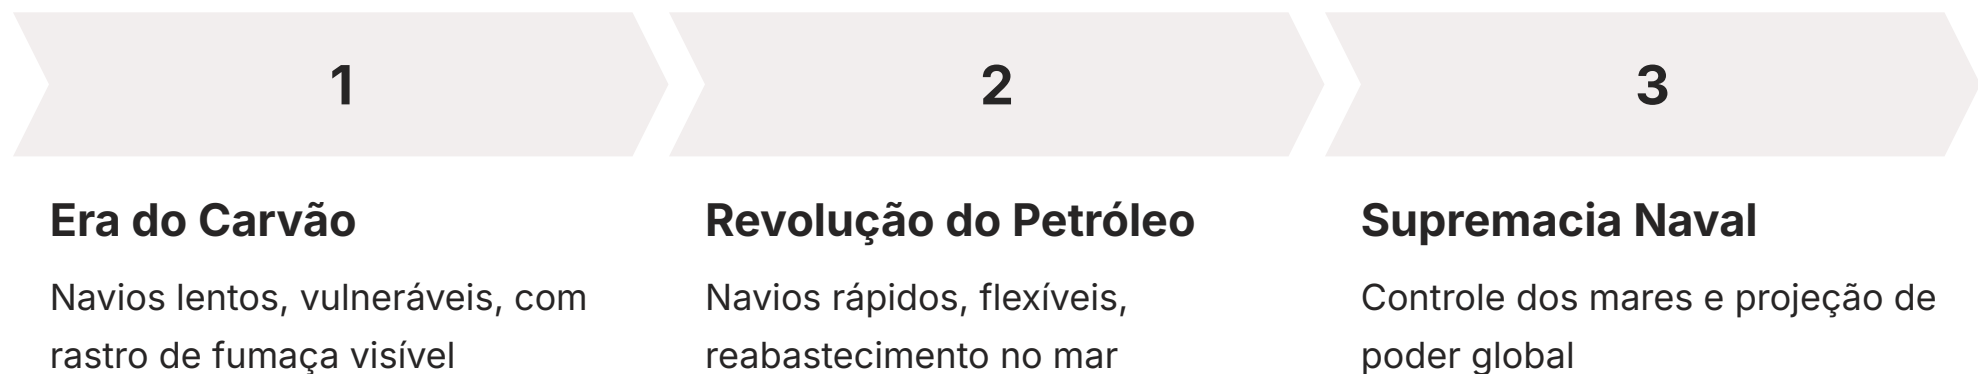 1
2
3
Era do Carvão
Navios lentos, vulneráveis, com
rastro de fumaça visível
Revolução do Petróleo
Navios rápidos, flexíveis,
reabastecimento no mar
Supremacia Naval
Controle dos mares e projeção de
poder global